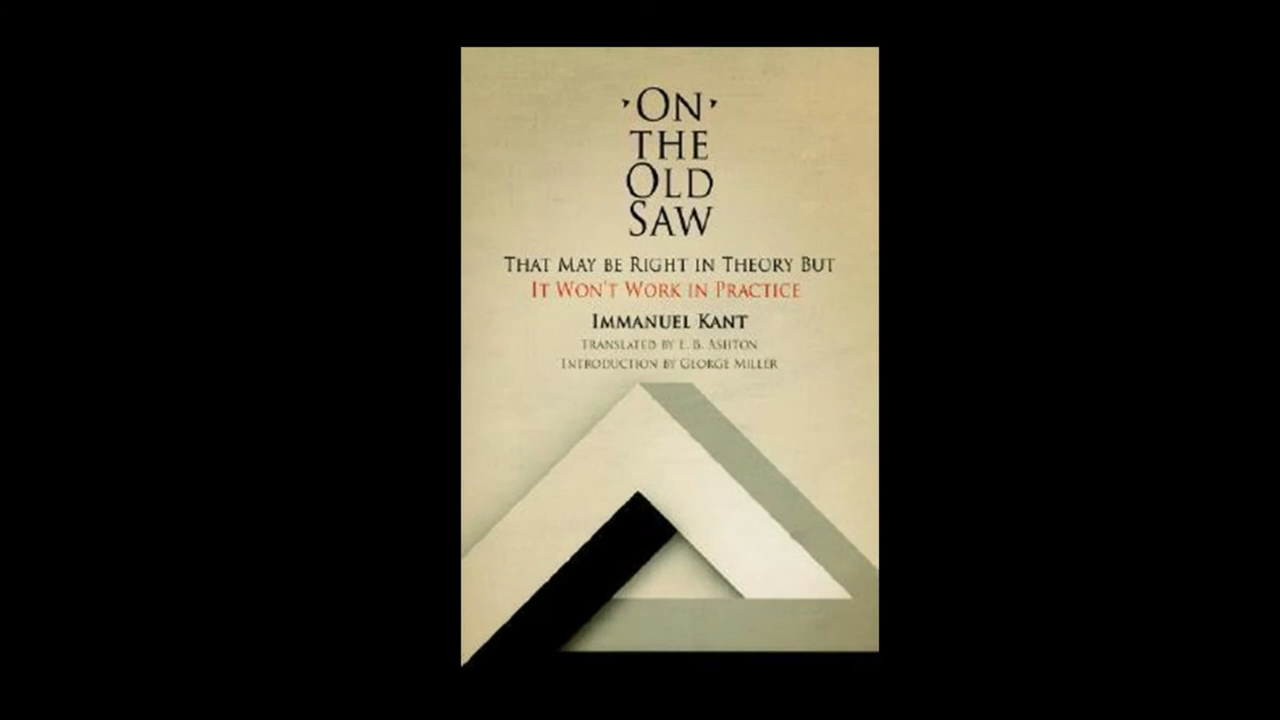 On
the
Old
Saw
That May be Right in Theory But
It Won't Work in Practice
Immanuel Kant
Translated by E. B. Ashton
Introduction by George Miller